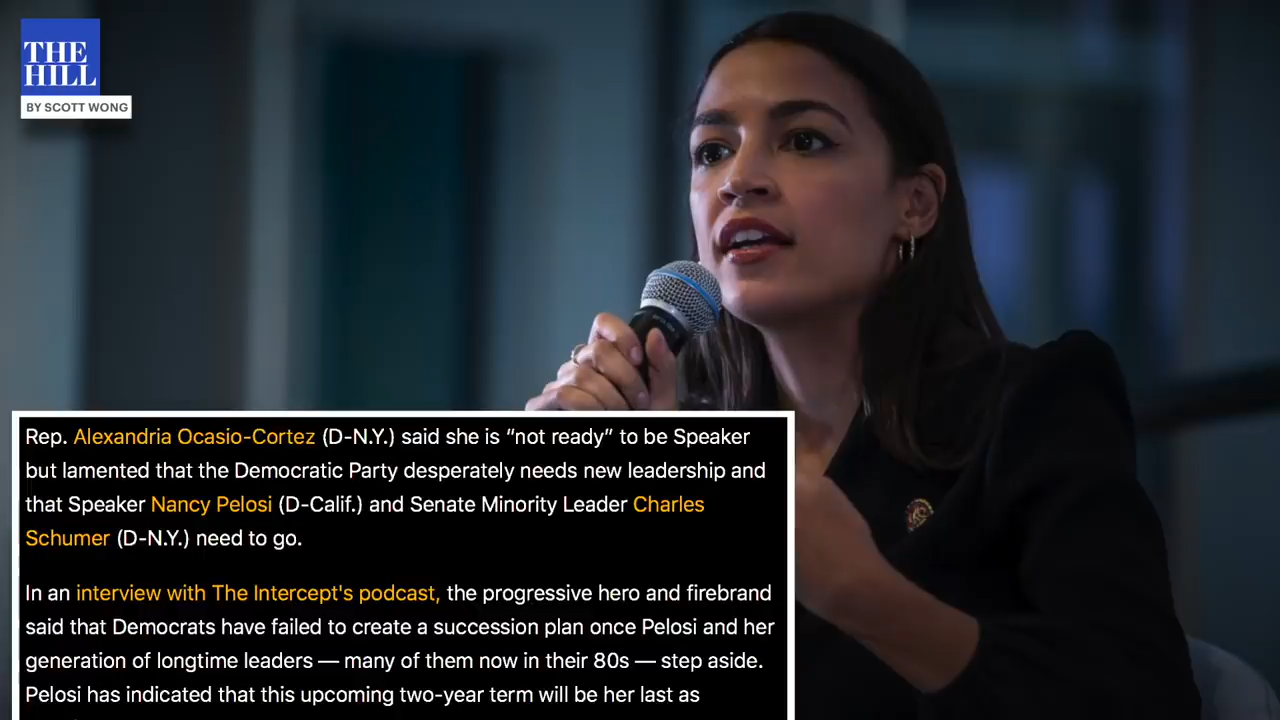 THE
HILL
BY SCOTT WONG
Rep. Alexandria Ocasio-Cortez (D-N.Y.) said she is “not ready” to be Speaker
but lamented that the Democratic Party desperately needs new leadership and
that Speaker Nancy Pelosi (D-Calif.) and Senate Minority Leader Charles
Schumer (D-N.Y.) need to go.
In an interview with The Intercept's podcast, the progressive hero and firebrand
said that Democrats have failed to create a succession plan once Pelosi and her
generation of longtime leaders — many of them now in their 80s — step aside.
Pelosi has indicated that this upcoming two-year term will be her last as